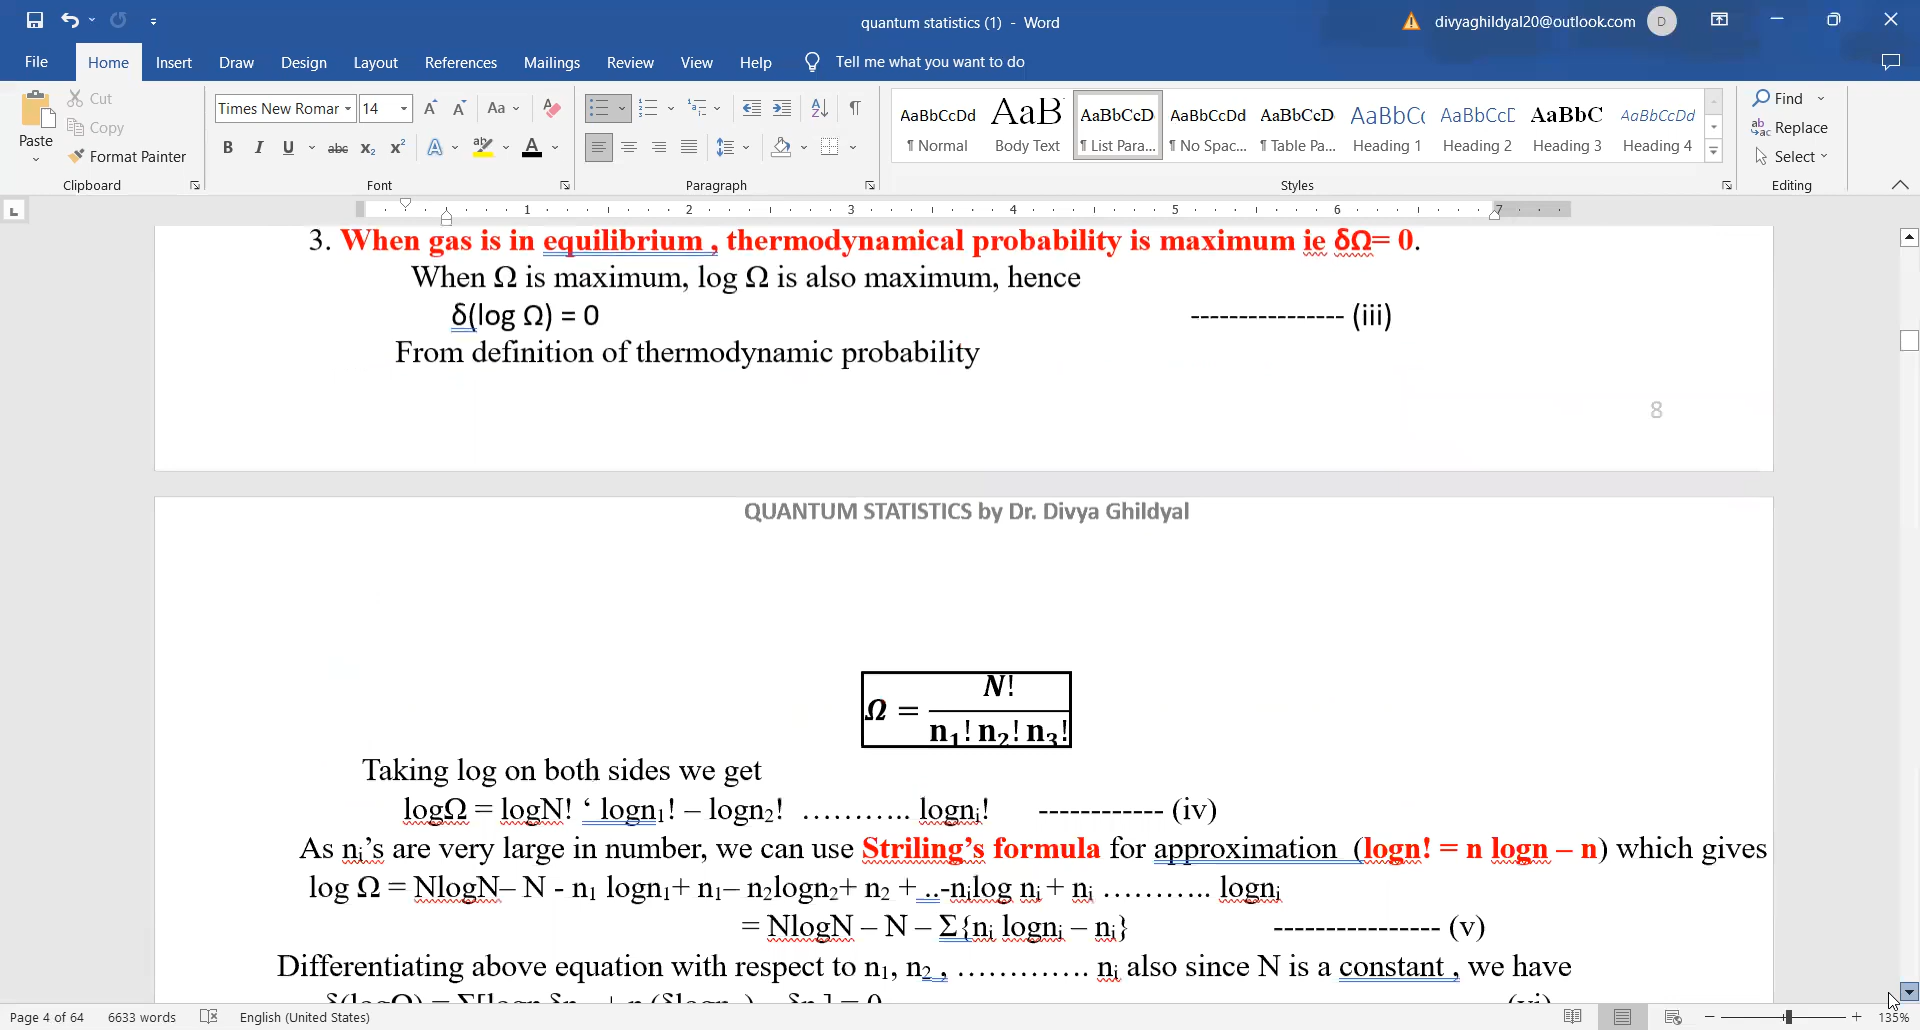 quantum statistics (1) - Word
divyaghildyal20@outlook.com
D
File Home Insert Draw Design Layout References Mailings Review View Help Tell me what you want to do
Paste
Cut
Copy
Format Painter
Clipboard
Times New Romar 14
Font
Paragraph
AaBbCcDd AaB AaBbCcD AaBbCcDd AaBbCcD AaBbCc AaBbCcE AaBbC AaBbCcDd
¶ Normal Body Text ¶ List Para... ¶ No Spac... ¶ Table Pa... Heading 1 Heading 2 Heading 3 Heading 4
Styles
Find
Replace
Select
Editing
1 2 3 4 5 6 7
3. When gas is in equilibrium , thermodynamical probability is maximum ie δΩ= 0.
When Ω is maximum, log Ω is also maximum, hence
δ(log Ω) = 0 ---------------- (iii)
From definition of thermodynamic probability
8
QUANTUM STATISTICS by Dr. Divya Ghildyal
Ω = N! / n₁! n₂! n₃!
Taking log on both sides we get
logΩ = logN! ‘ logn₁! – logn₂! ……….. lognᵢ! ------------ (iv)
As nᵢ’s are very large in number, we can use Striling’s formula for approximation (logn! = n logn – n) which gives
log Ω = NlogN– N - n₁ logn₁+ n₁– n₂logn₂+ n₂ + ..-nᵢlog nᵢ + nᵢ ……….. lognᵢ
= NlogN – N – Σ{nᵢ lognᵢ – nᵢ} ---------------- (v)
Differentiating above equation with respect to n₁, n₂ , …………. nᵢ also since N is a constant , we have
Page 4 of 64 6633 words English (United States) 135%